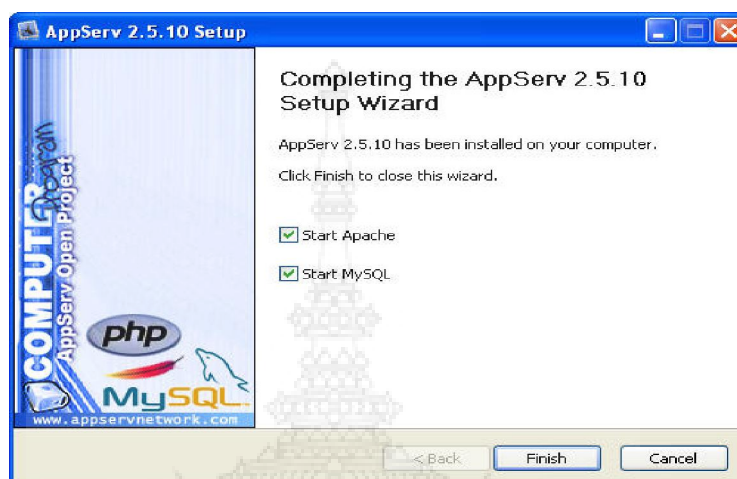 AppServ 2.5.10 Setup
Completing the AppServ 2.5.10
Setup Wizard
AppServ 2.5.10 has been installed on your computer.
Click Finish to close this wizard.
Start Apache
Start MySQL
COMPUTER
Program
AppServ Open Project
php
MySQL
www.appservnetwork.com
< Back
Finish
Cancel